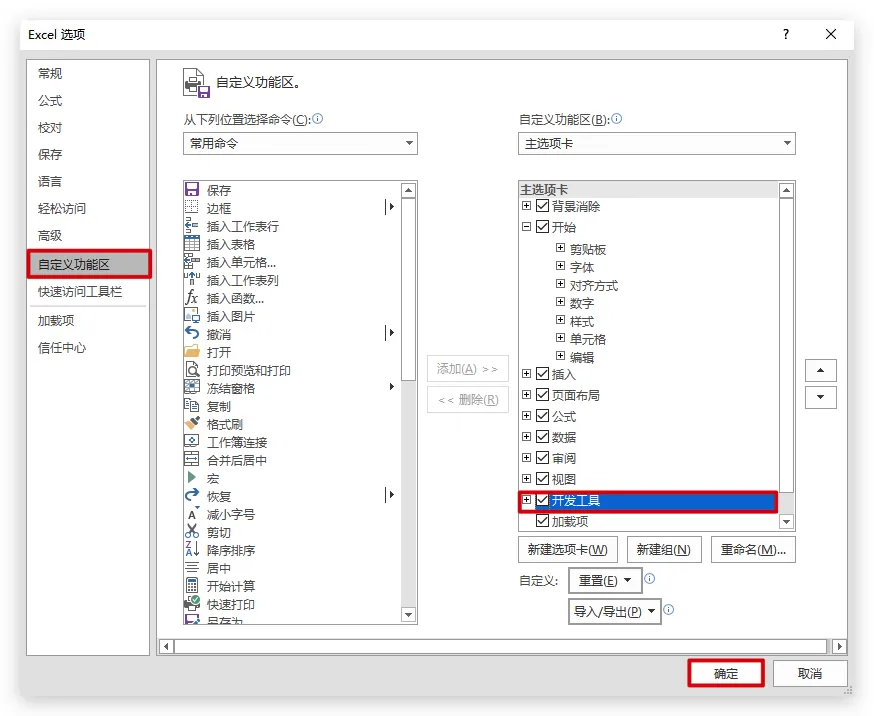 Excel 选项
?
常规
公式
校对
保存
语言
轻松访问
高级
自定义功能区
快速访问工具栏
加载项
信任中心
自定义功能区。
从下列位置选择命令(C):
常用命令
保存
边框
插入工作表行
插入表格
插入单元格...
插入工作表列
插入函数...
插入图片
撤消
打开
打印预览和打印
冻结窗格
复制
格式刷
工作簿连接
合并后居中
宏
恢复
减小字号
剪切
降序排序
居中
开始计算
快速打印
另存为
添加(A) >>
<< 删除(R)
自定义功能区(B):
主选项卡
主选项卡
背景消除
开始
剪贴板
字体
对齐方式
数字
样式
单元格
编辑
插入
页面布局
公式
数据
审阅
视图
开发工具
加载项
新建选项卡(W)
新建组(N)
重命名(M)...
自定义:
重置(E)
导入/导出(P)
确定
取消